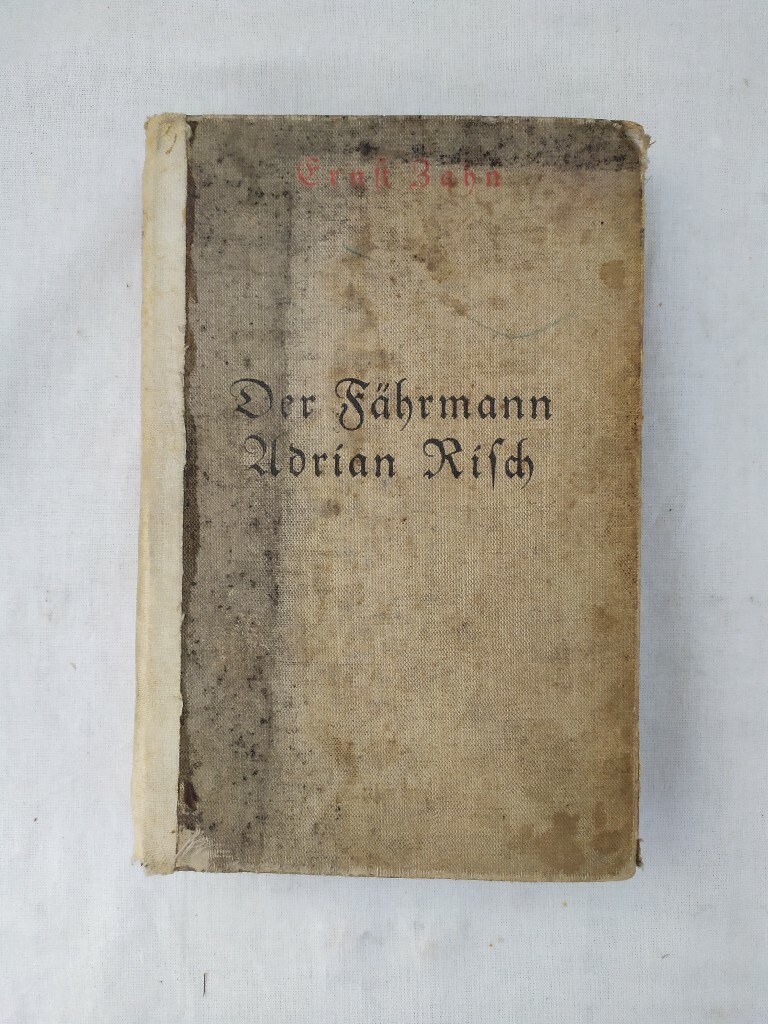 Ernſt Zahn
Der Fährmann
Adrian Riſch